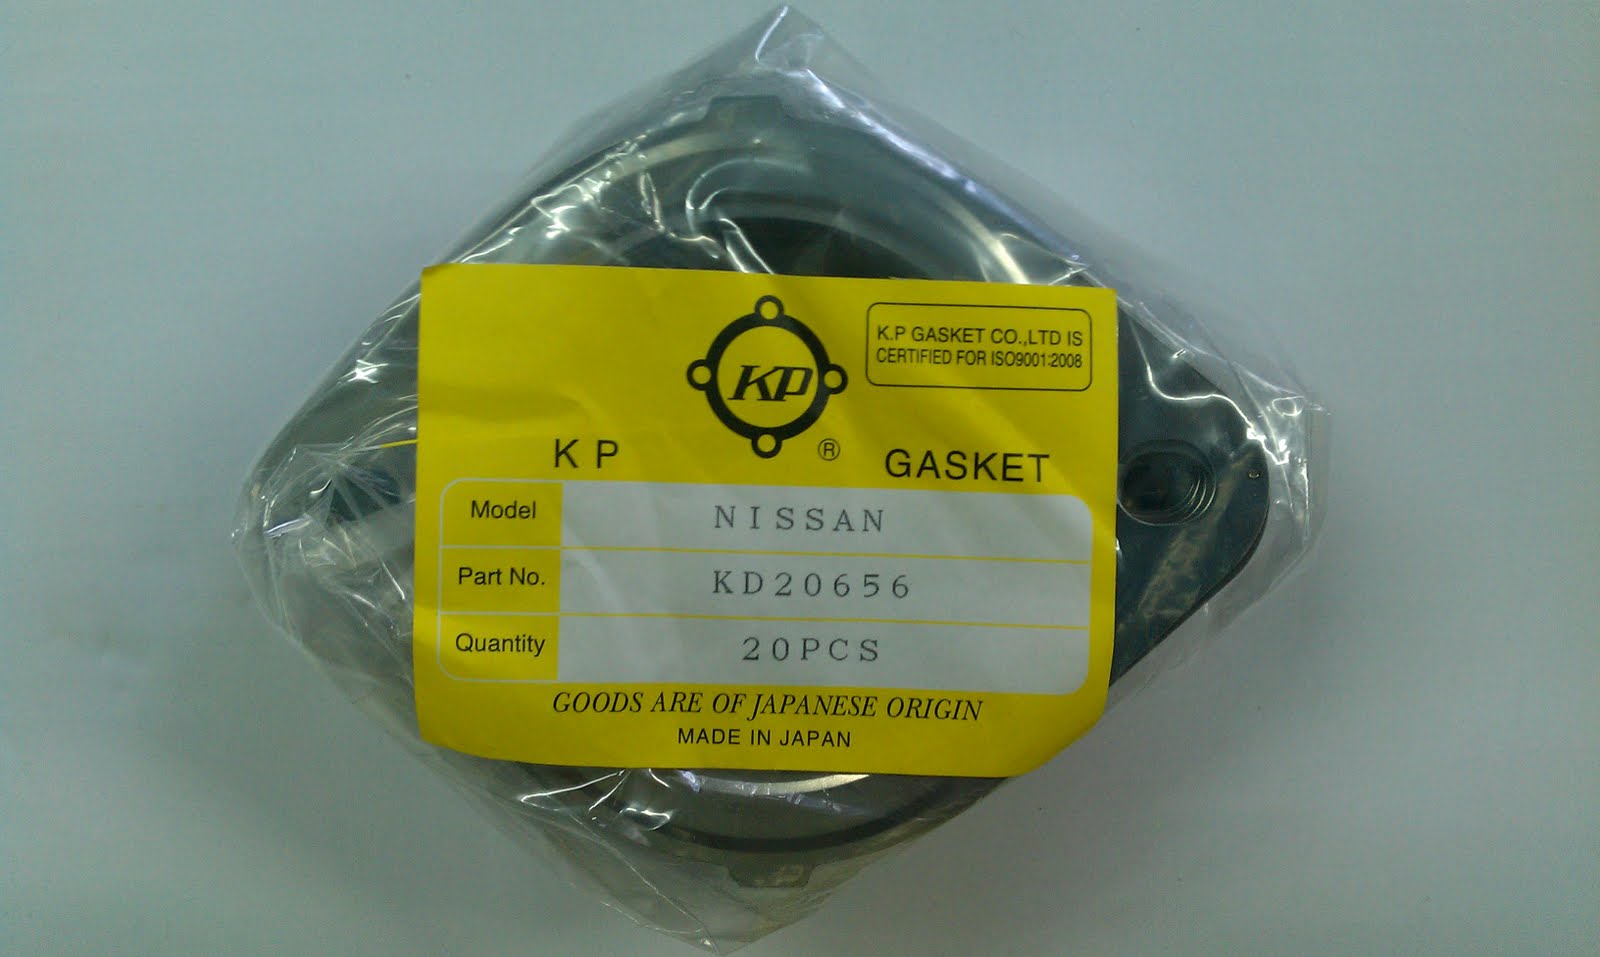 K.P GASKET CO.,LTD IS
CERTIFIED FOR ISO9001:2008
KP
®
K P GASKET
Model NISSAN
Part No. KD20656
Quantity 20PCS
GOODS ARE OF JAPANESE ORIGIN
MADE IN JAPAN